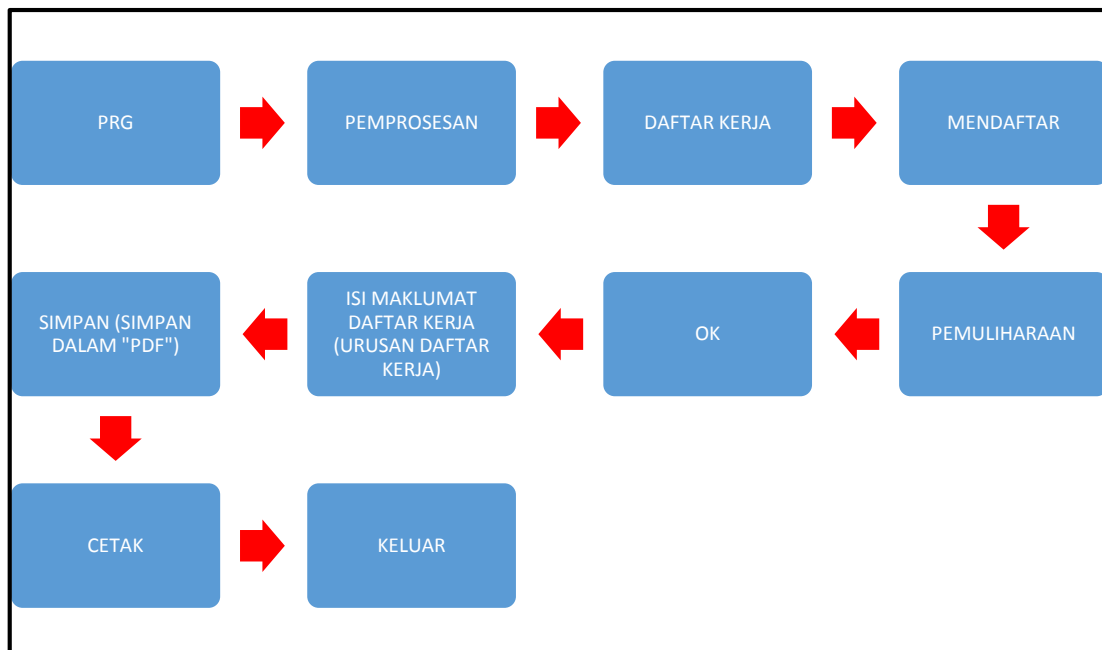 PRG
PEMPROSESAN
DAFTAR KERJA
MENDAFTAR
PEMULIHARAAN
OK
ISI MAKLUMAT
DAFTAR KERJA
(URUSAN DAFTAR
KERJA)
SIMPAN (SIMPAN
DALAM "PDF")
CETAK
KELUAR